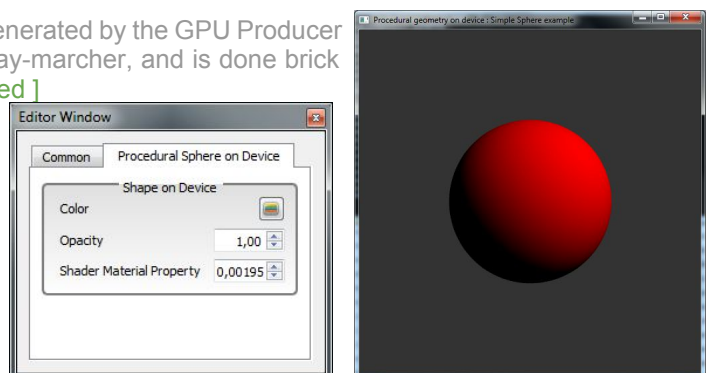 enerated by the GPU Producer
ay-marcher, and is done brick
ed ]
Editor Window
Common Procedural Sphere on Device
Shape on Device
Color
Opacity 1,00
Shader Material Property 0,00195
Procedural geometry on device : Simple Sphere example